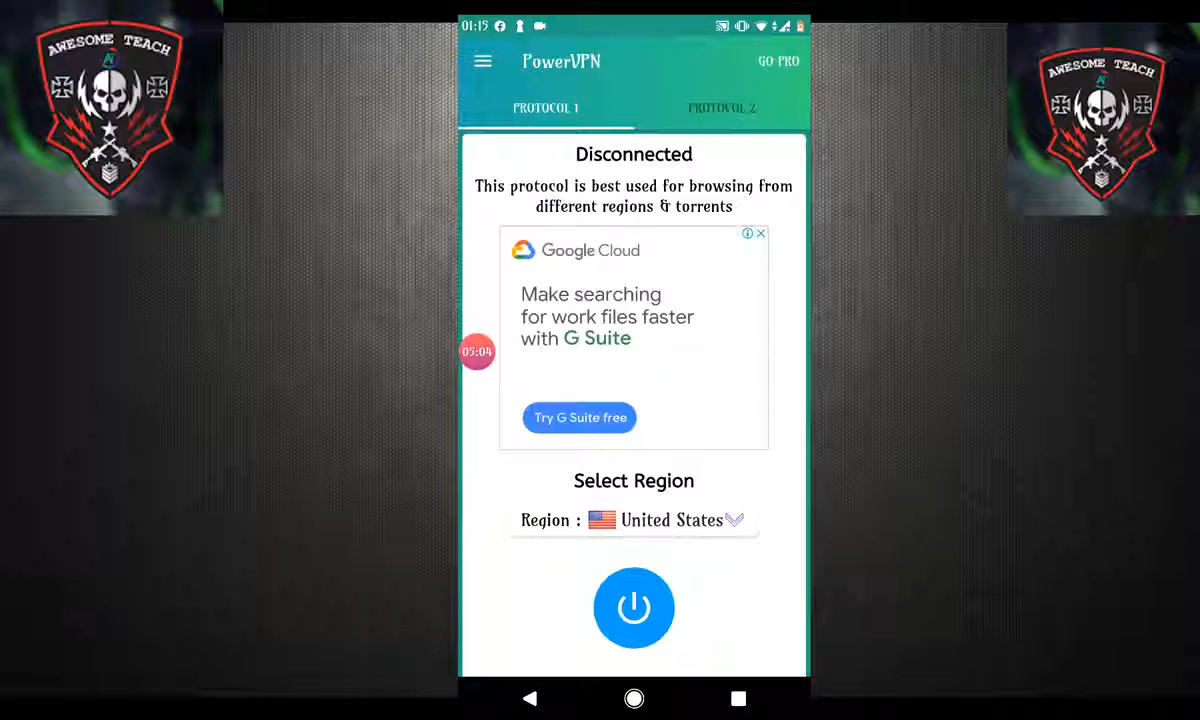 AWESOME TEACH
AWESOME TEACH
01:15
PowerVPN
GO PRO
PROTOCOL 1
PROTOCOL 2
Disconnected
This protocol is best used for browsing from
different regions & torrents
Google Cloud
Make searching
for work files faster
with G Suite
05:04
Try G Suite free
Select Region
Region : United States